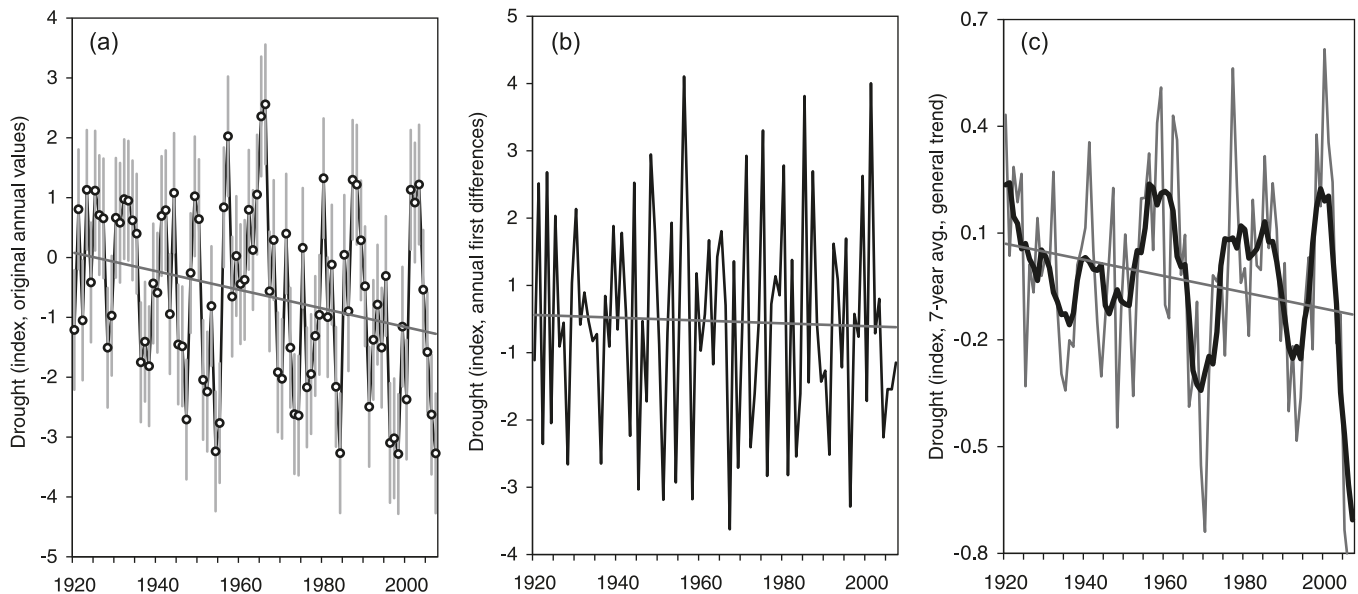 (a)
Drought (index, original annual values)
4
3
2
1
0
-1
-2
-3
-4
-5
1920 1940 1960 1980 2000
(b)
Drought (index, annual first differences)
5
4
3
2
1
0
-1
-2
-3
-4
1920 1940 1960 1980 2000
(c)
Drought (index, 7-year avg., general trend)
0.7
0.4
0.1
-0.2
-0.5
-0.8
1920 1940 1960 1980 2000